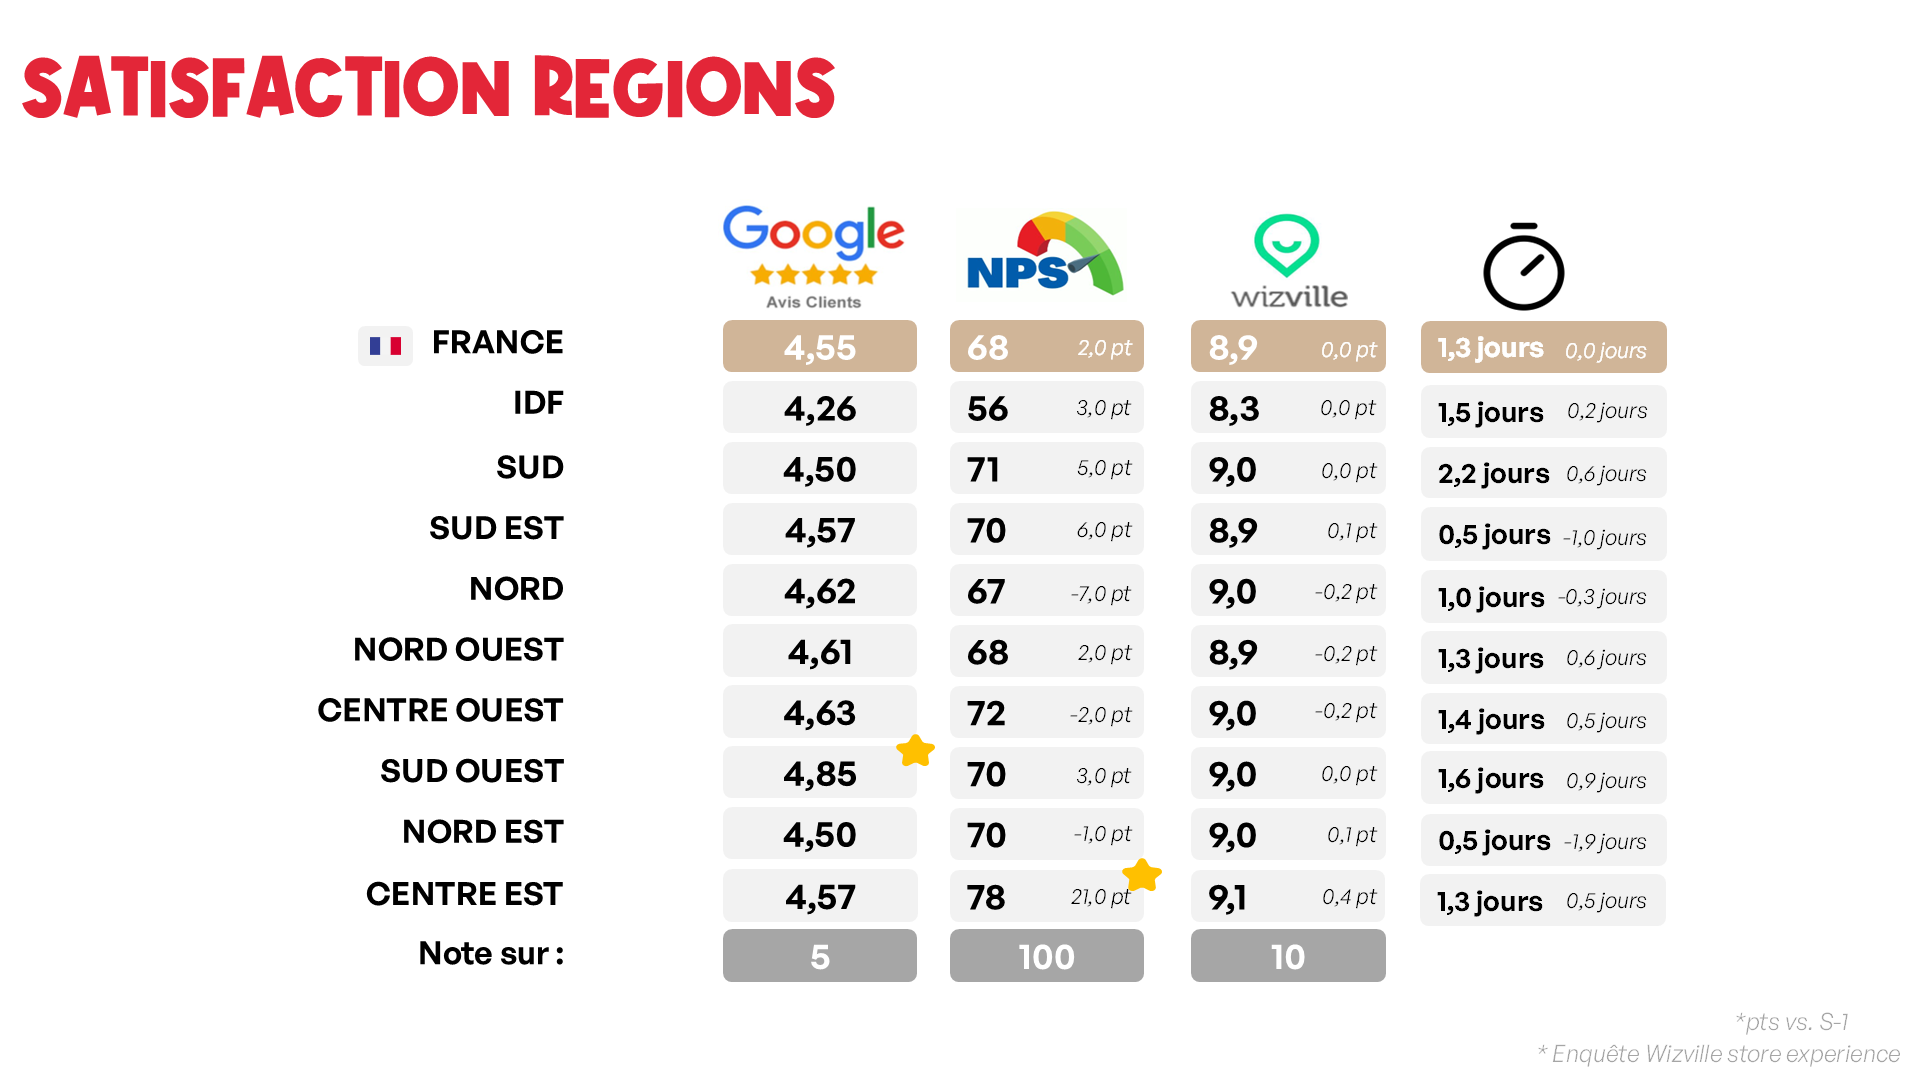 SATISFACTION REGIONS
Google
Avis Clients
NPS
wizville
FRANCE 4,55 68 2,0 pt 8,9 0,0 pt 1,3 jours 0,0 jours
IDF 4,26 56 3,0 pt 8,3 0,0 pt 1,5 jours 0,2 jours
SUD 4,50 71 5,0 pt 9,0 0,0 pt 2,2 jours 0,6 jours
SUD EST 4,57 70 6,0 pt 8,9 0,1 pt 0,5 jours -1,0 jours
NORD 4,62 67 -7,0 pt 9,0 -0,2 pt 1,0 jours -0,3 jours
NORD OUEST 4,61 68 2,0 pt 8,9 -0,2 pt 1,3 jours 0,6 jours
CENTRE OUEST 4,63 72 -2,0 pt 9,0 -0,2 pt 1,4 jours 0,5 jours
SUD OUEST 4,85 70 3,0 pt 9,0 0,0 pt 1,6 jours 0,9 jours
NORD EST 4,50 70 -1,0 pt 9,0 0,1 pt 0,5 jours -1,9 jours
CENTRE EST 4,57 78 21,0 pt 9,1 0,4 pt 1,3 jours 0,5 jours
Note sur : 5 100 10
*pts vs. S-1
* Enquête Wizville store experience